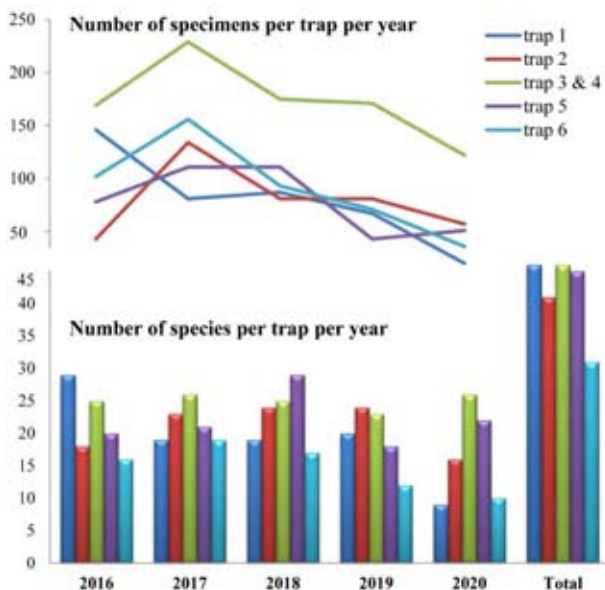 Number of specimens per trap per year
250
200
150
100
50
trap 1
trap 2
trap 3 & 4
trap 5
trap 6
Number of species per trap per year
45
40
35
30
25
20
15
10
5
0
2016 2017 2018 2019 2020 Total